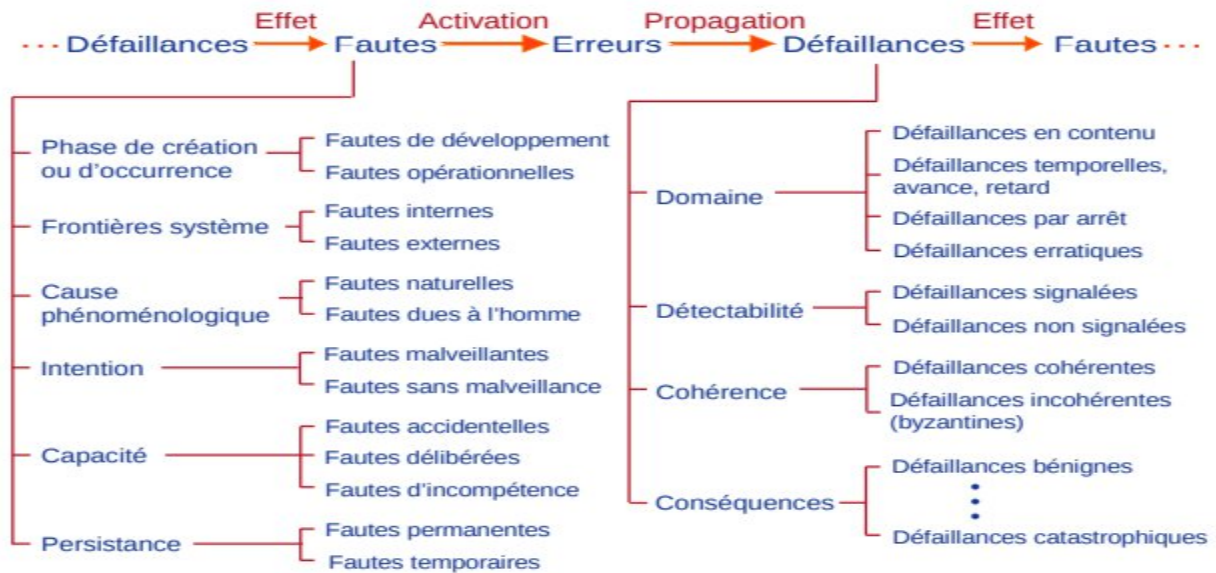 Effet Activation Propagation Effet
... Défaillances Fautes Erreurs Défaillances Fautes ...
Phase de création
ou d'occurrence
Fautes de développement
Fautes opérationnelles
Frontières système
Fautes internes
Fautes externes
Cause
phénoménologique
Fautes naturelles
Fautes dues à l'homme
Intention
Fautes malveillantes
Fautes sans malveillance
Capacité
Fautes accidentelles
Fautes délibérées
Fautes d'incompétence
Persistance
Fautes permanentes
Fautes temporaires
Domaine
Défaillances en contenu
Défaillances temporelles,
avance, retard
Défaillances par arrêt
Défaillances erratiques
Détectabilité
Défaillances signalées
Défaillances non signalées
Cohérence
Défaillances cohérentes
Défaillances incohérentes
(byzantines)
Conséquences
Défaillances bénignes
Défaillances catastrophiques